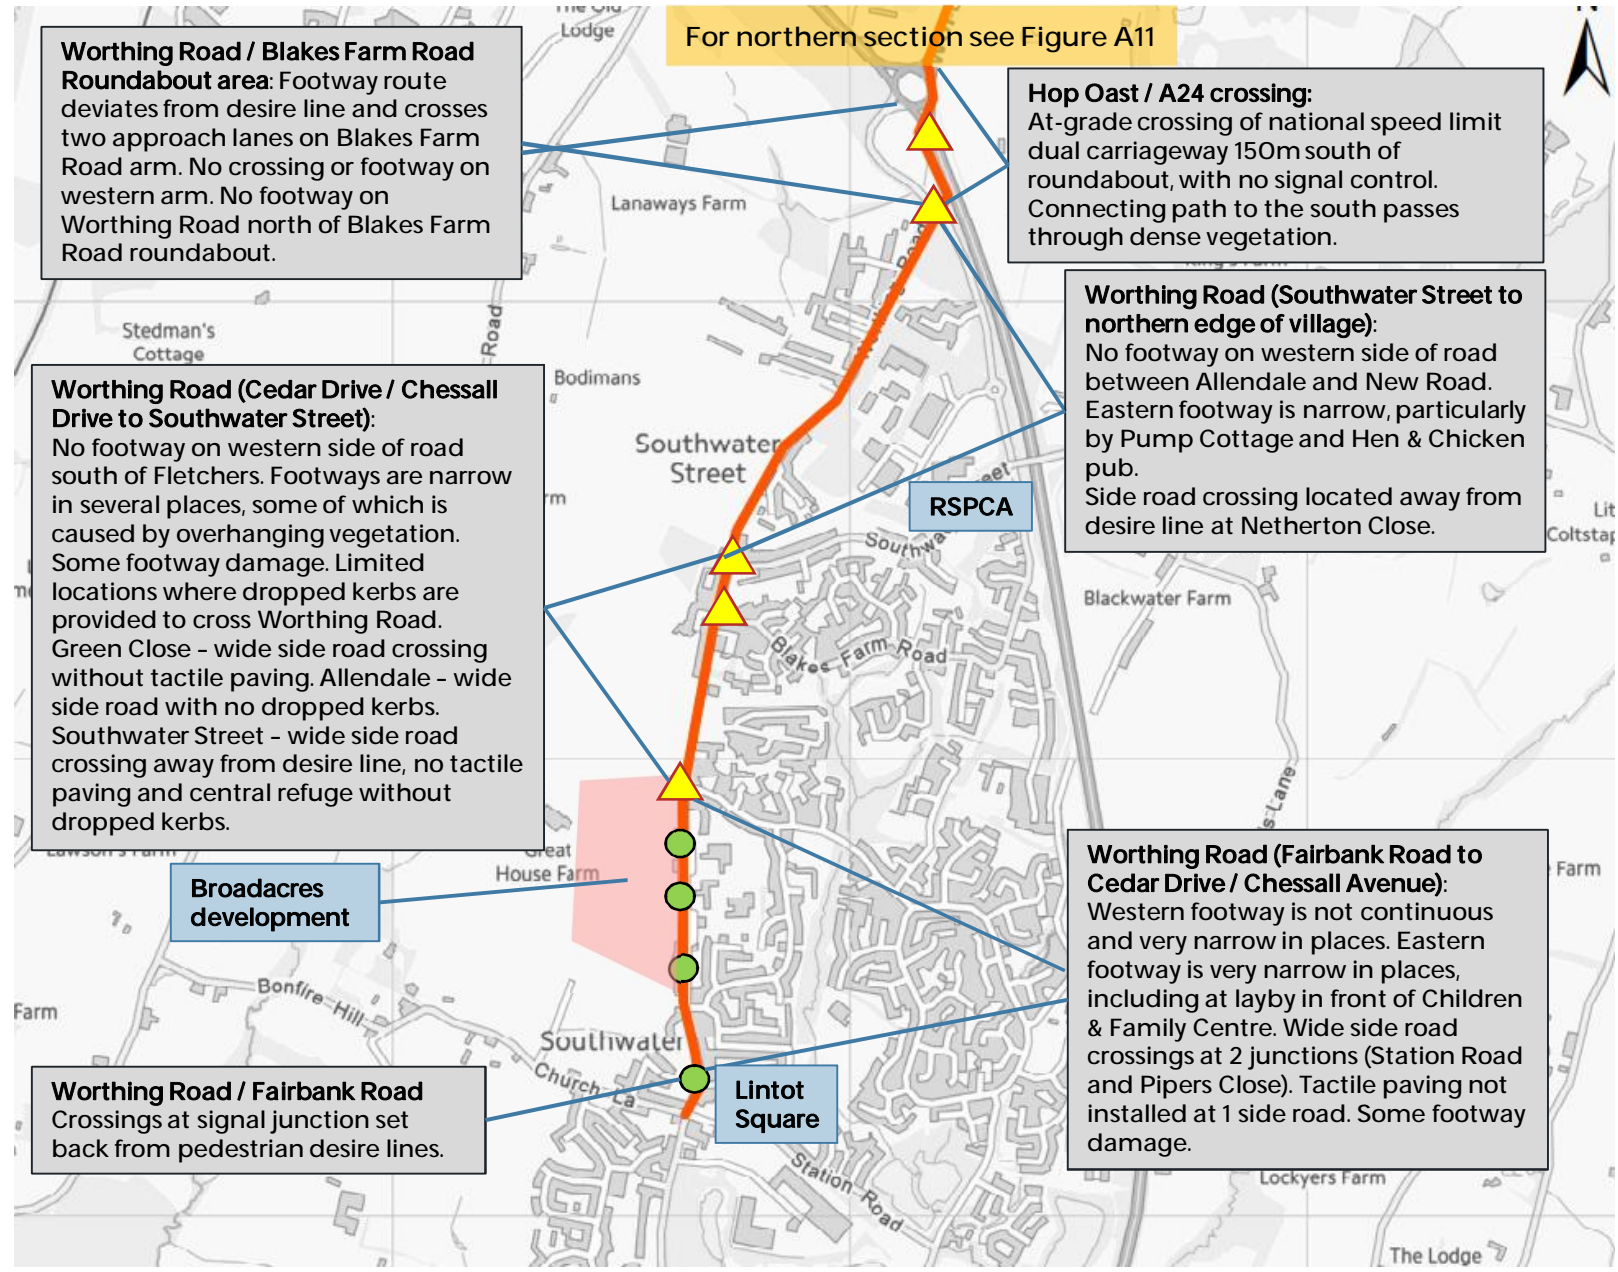 The Old
Lodge
For northern section see Figure A11
N
Worthing Road / Blakes Farm Road
Roundabout area: Footway route
deviates from desire line and crosses
two approach lanes on Blakes Farm
Road arm. No crossing or footway on
western arm. No footway on
Worthing Road north of Blakes Farm
Road roundabout.
Hop Oast / A24 crossing:
At-grade crossing of national speed limit
dual carriageway 150m south of
roundabout, with no signal control.
Connecting path to the south passes
through dense vegetation.
Lanaways Farm
Worthing Road (Southwater Street to
northern edge of village):
No footway on western side of road
between Allendale and New Road.
Eastern footway is narrow, particularly
by Pump Cottage and Hen & Chicken
pub.
Side road crossing located away from
desire line at Netherton Close.
Stedman's
Cottage
Road
Bodimans
Worthing Road (Cedar Drive / Chessall
Drive to Southwater Street):
No footway on western side of road
south of Fletchers. Footways are narrow
in several places, some of which is
caused by overhanging vegetation.
Some footway damage. Limited
locations where dropped kerbs are
provided to cross Worthing Road.
Green Close – wide side road crossing
without tactile paving. Allendale – wide
side road with no dropped kerbs.
Southwater Street – wide side road
crossing away from desire line, no tactile
paving and central refuge without
dropped kerbs.
Southwater
Street
RSPCA
Blackwater Farm
Blakes Farm Road
Great
House Farm
Broadacres
development
Worthing Road (Fairbank Road to
Cedar Drive / Chessall Avenue):
Western footway is not continuous
and very narrow in places. Eastern
footway is very narrow in places,
including at layby in front of Children
& Family Centre. Wide side road
crossings at 2 junctions (Station Road
and Pipers Close). Tactile paving not
installed at 1 side road. Some footway
damage.
Farm
Bonfire Hill
Farm
Southwater
Church La
Worthing Road / Fairbank Road
Crossings at signal junction set
back from pedestrian desire lines.
Lintot
Square
Station Road
Lockyers Farm
The Lodge